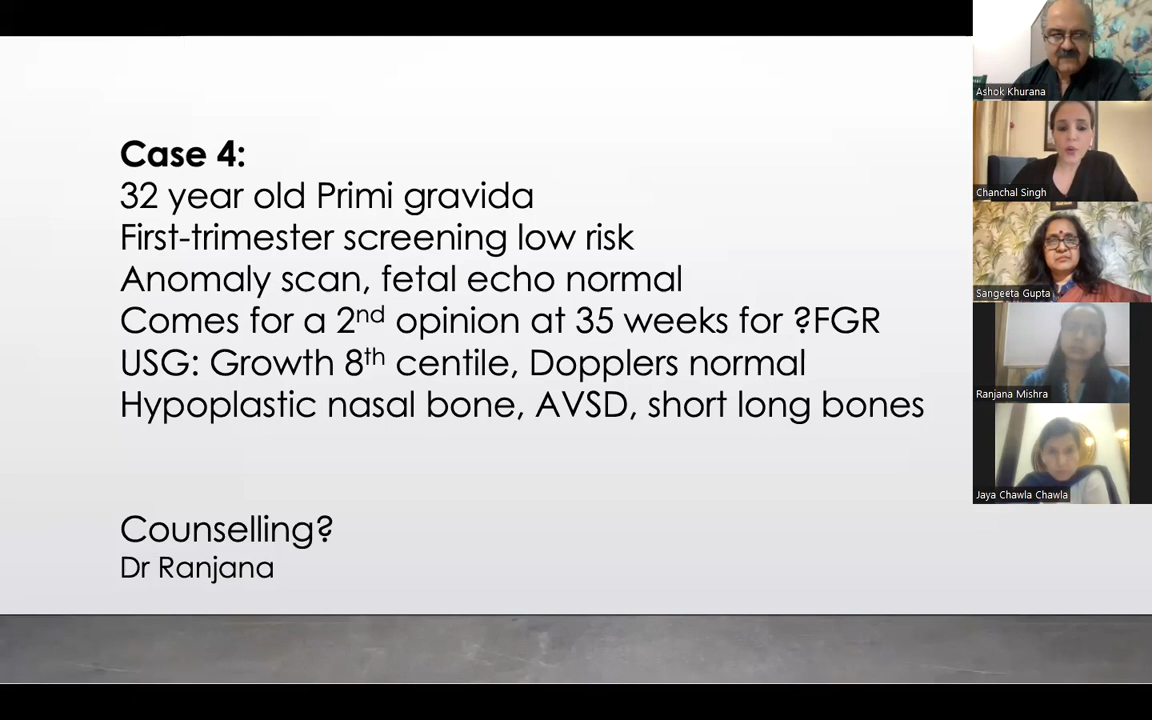 Case 4:
32 year old Primi gravida
First-trimester screening low risk
Anomaly scan, fetal echo normal
Comes for a 2nd opinion at 35 weeks for ?FGR
USG: Growth 8th centile, Dopplers normal
Hypoplastic nasal bone, AVSD, short long bones
Counselling?
Dr Ranjana
Ashok Khurana
Chanchal Singh
Sangeeta Gupta
Ranjana Mishra
Jaya Chawla Chawla